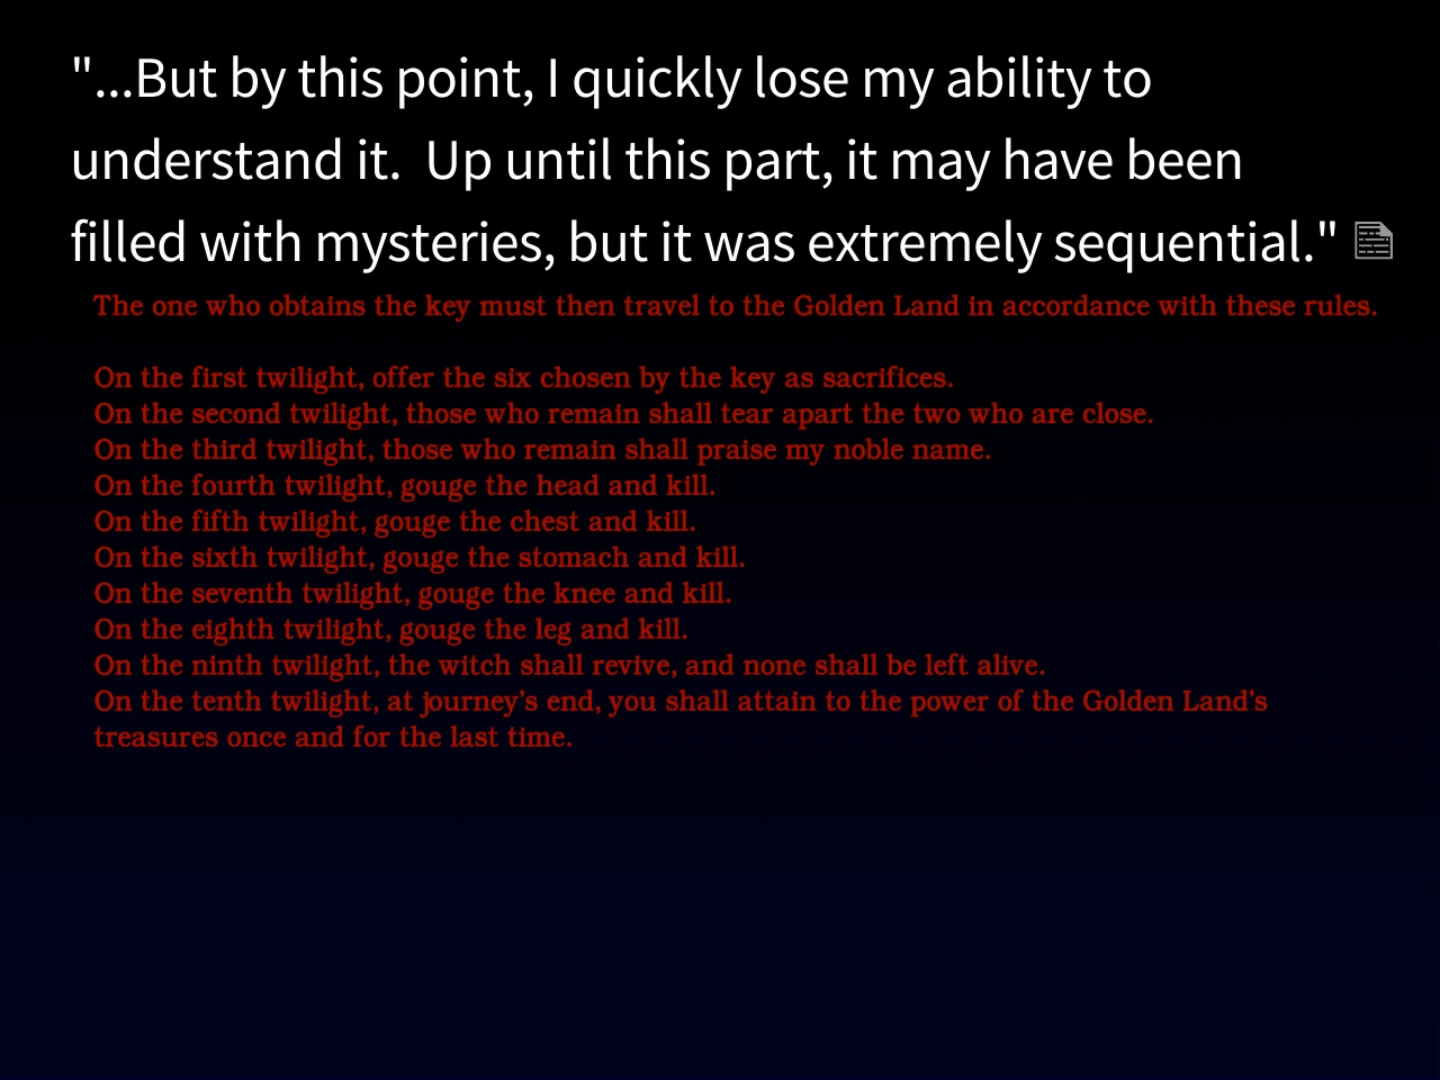 "...But by this point, I quickly lose my ability to
understand it.  Up until this part, it may have been
filled with mysteries, but it was extremely sequential."
The one who obtains the key must then travel to the Golden Land in accordance with these rules.
On the first twilight, offer the six chosen by the key as sacrifices.
On the second twilight, those who remain shall tear apart the two who are close.
On the third twilight, those who remain shall praise my noble name.
On the fourth twilight, gouge the head and kill.
On the fifth twilight, gouge the chest and kill.
On the sixth twilight, gouge the stomach and kill.
On the seventh twilight, gouge the knee and kill.
On the eighth twilight, gouge the leg and kill.
On the ninth twilight, the witch shall revive, and none shall be left alive.
On the tenth twilight, at journey’s end, you shall attain to the power of the Golden Land’s
treasures once and for the last time.